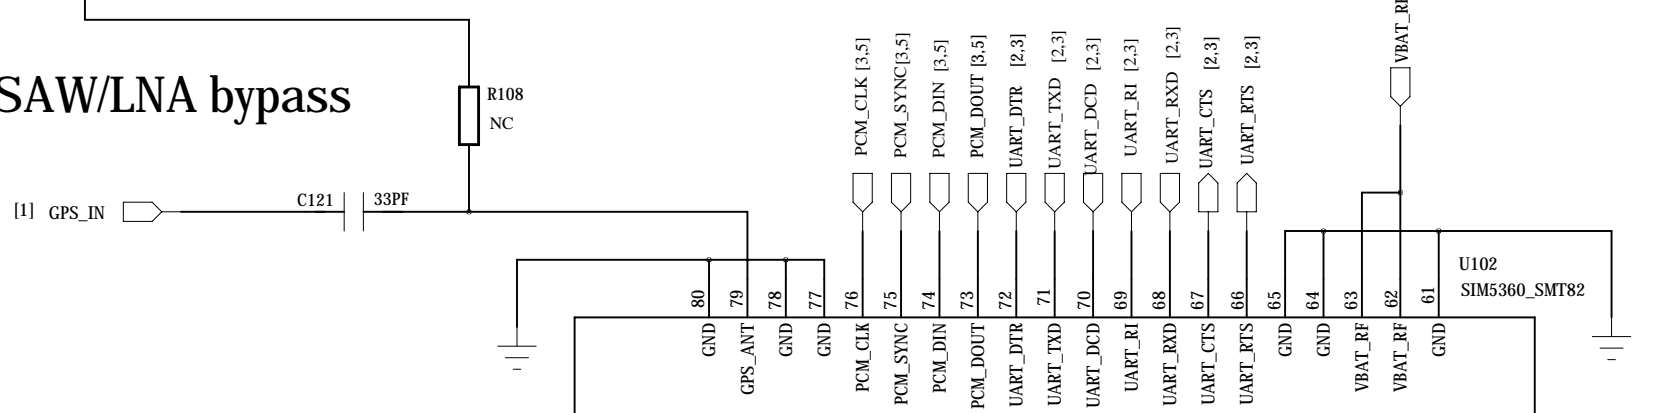 SAW/LNA bypass
R108
NC
[1] GPS_IN
C121
33PF
PCM_CLK [3,5]
PCM_SYNC[3,5]
PCM_DIN [3,5]
PCM_DOUT [3,5]
UART_DTR [2,3]
UART_TXD [2,3]
UART_DCD [2,3]
UART_RI [2,3]
UART_RXD [2,3]
UART_CTS [2,3]
UART_RTS [2,3]
U102
SIM5360_SMT82
80
79
78
77
76
75
74
73
72
71
70
69
68
67
66
65
64
63
62
61
GND
GPS_ANT
GND
GND
PCM_CLK
PCM_SYNC
PCM_DIN
PCM_DOUT
UART_DTR
UART_TXD
UART_DCD
UART_RI
UART_RXD
UART_CTS
UART_RTS
GND
GND
VBAT_RF
VBAT_RF
GND